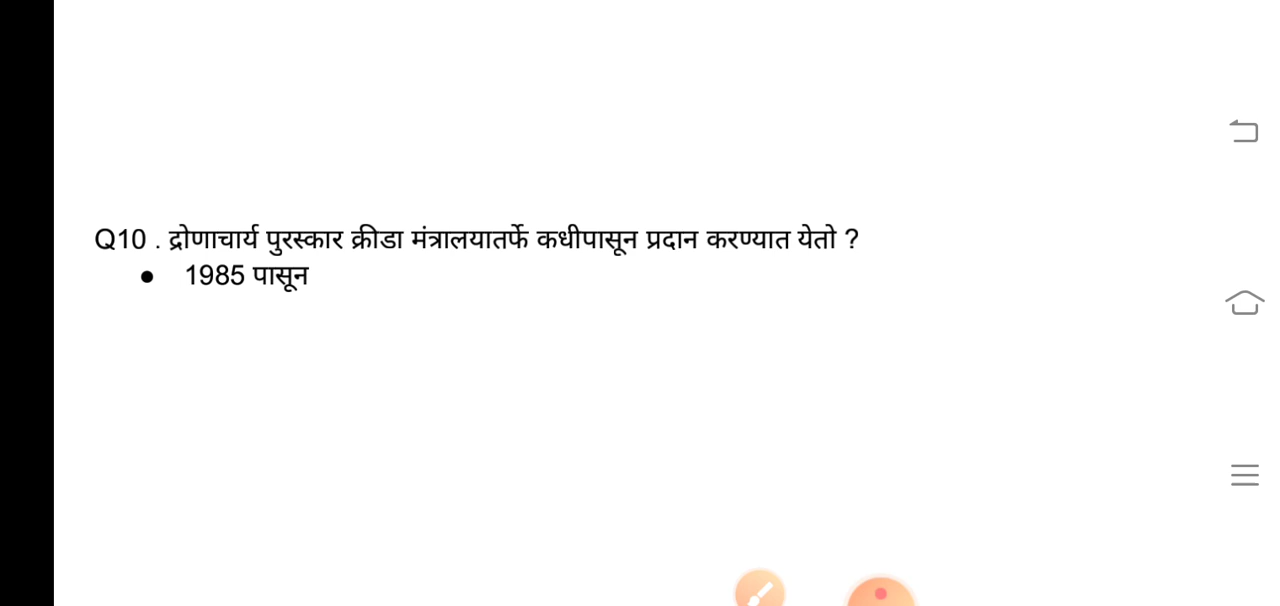 Q10 . द्रोणाचार्य पुरस्कार क्रीडा मंत्रालयातर्फे कधीपासून प्रदान करण्यात येतो ?
● 1985 पासून